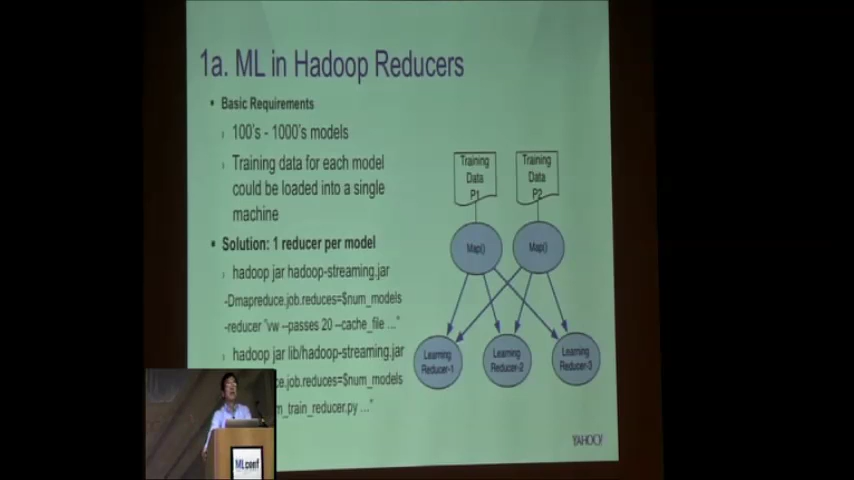 1a. ML in Hadoop Reducers
Basic Requirements
100's - 1000's models
Training data for each model
could be loaded into a single
machine
Solution: 1 reducer per model
hadoop jar hadoop-streaming.jar
-Dmapreduce.job.reduces=$num_models
-reducer "vw --passes 20 --cache_file ..."
hadoop jar lib/hadoop-streaming.jar
ce.job.reduces=$num_models
_train_reducer.py ..."
Training
Data
P1
Training
Data
P2
Map()
Map()
Learning
Reducer-1
Learning
Reducer-2
Learning
Reducer-3
YAHOO!
MLconf